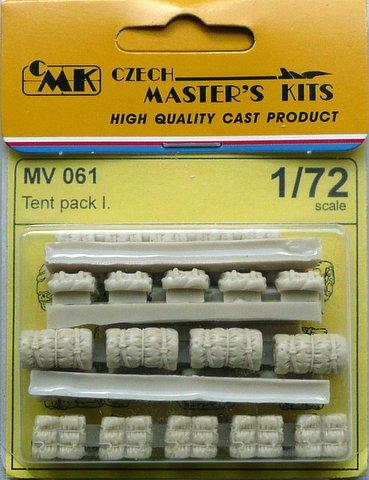 CMK
CZECH
MASTER'S KITS
HIGH QUALITY CAST PRODUCT
MV 061
Tent pack I.
1/72
scale